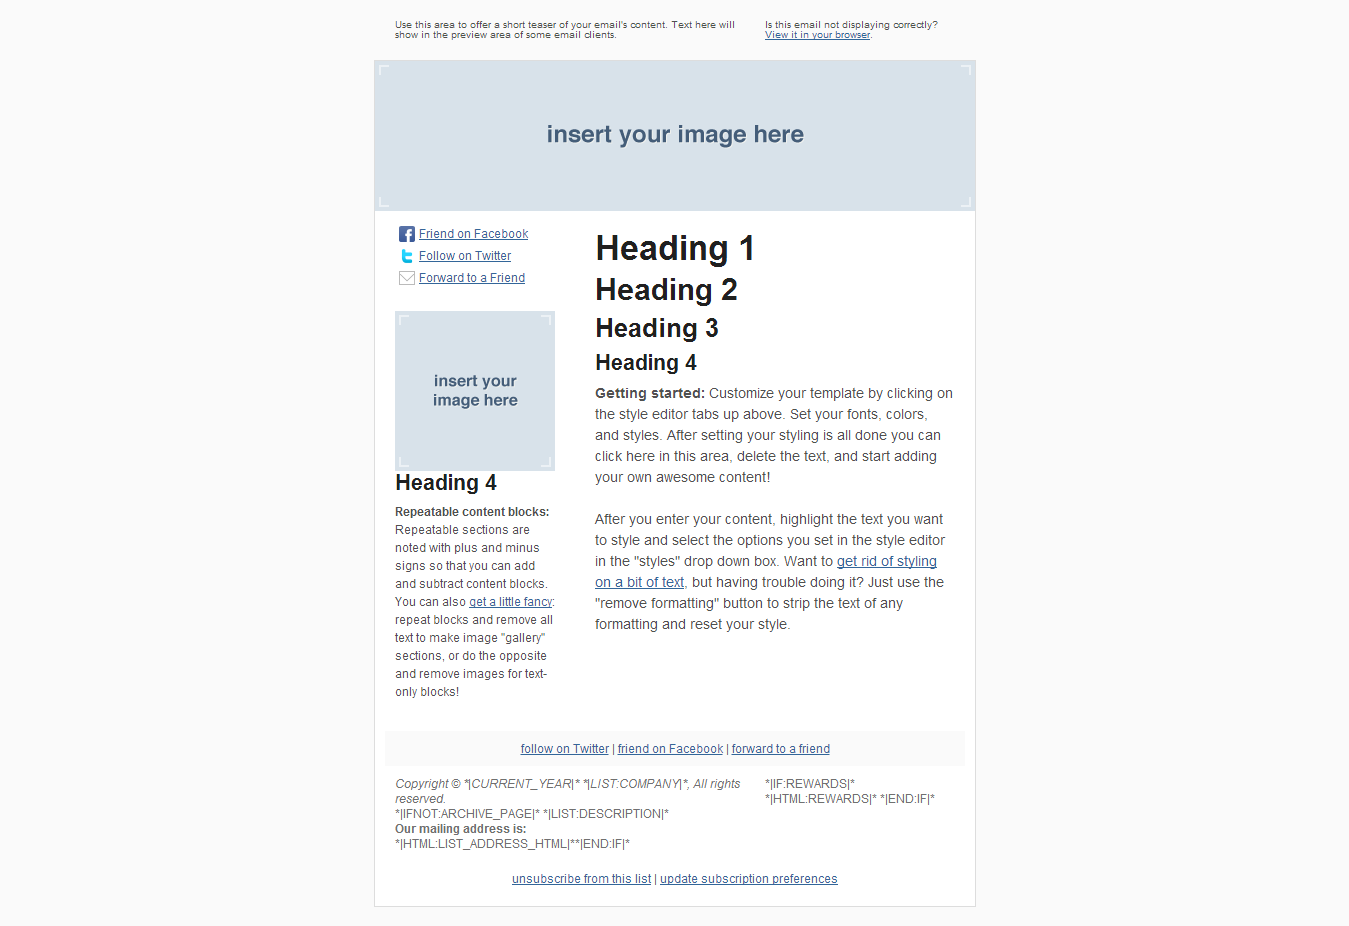 Use this area to offer a short teaser of your email's content. Text here will
show in the preview area of some email clients.
Is this email not displaying correctly?
View it in your browser.
insert your image here
Friend on Facebook
Follow on Twitter
Forward to a Friend
insert your
image here
Heading 4
Repeatable content blocks:
Repeatable sections are
noted with plus and minus
signs so that you can add
and subtract content blocks.
You can also get a little fancy:
repeat blocks and remove all
text to make image "gallery"
sections, or do the opposite
and remove images for text-
only blocks!
Heading 1
Heading 2
Heading 3
Heading 4
Getting started: Customize your template by clicking on
the style editor tabs up above. Set your fonts, colors,
and styles. After setting your styling is all done you can
click here in this area, delete the text, and start adding
your own awesome content!
After you enter your content, highlight the text you want
to style and select the options you set in the style editor
in the "styles" drop down box. Want to get rid of styling
on a bit of text, but having trouble doing it? Just use the
"remove formatting" button to strip the text of any
formatting and reset your style.
follow on Twitter | friend on Facebook | forward to a friend
Copyright © *|CURRENT_YEAR|* *|LIST:COMPANY|*, All rights
reserved.
*|IFNOT:ARCHIVE_PAGE|* *|LIST:DESCRIPTION|*
Our mailing address is:
*|HTML:LIST_ADDRESS_HTML|**|END:IF|*
*|IF:REWARDS|*
*|HTML:REWARDS|* *|END:IF|*
unsubscribe from this list | update subscription preferences